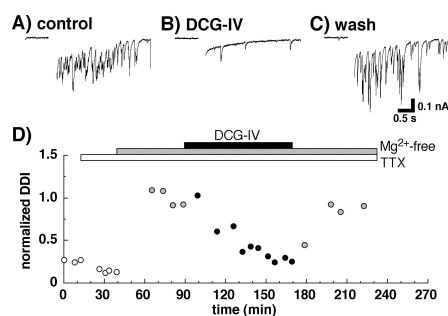 A) control B) DCG-IV C) wash
0.1 nA
0.5 s
D)
DCG-IV
Mg2+-free
TTX
normalized DDI
1.5
1.0
0.5
0.0
0 30 60 90 120 150 180 210 240 270
time (min)